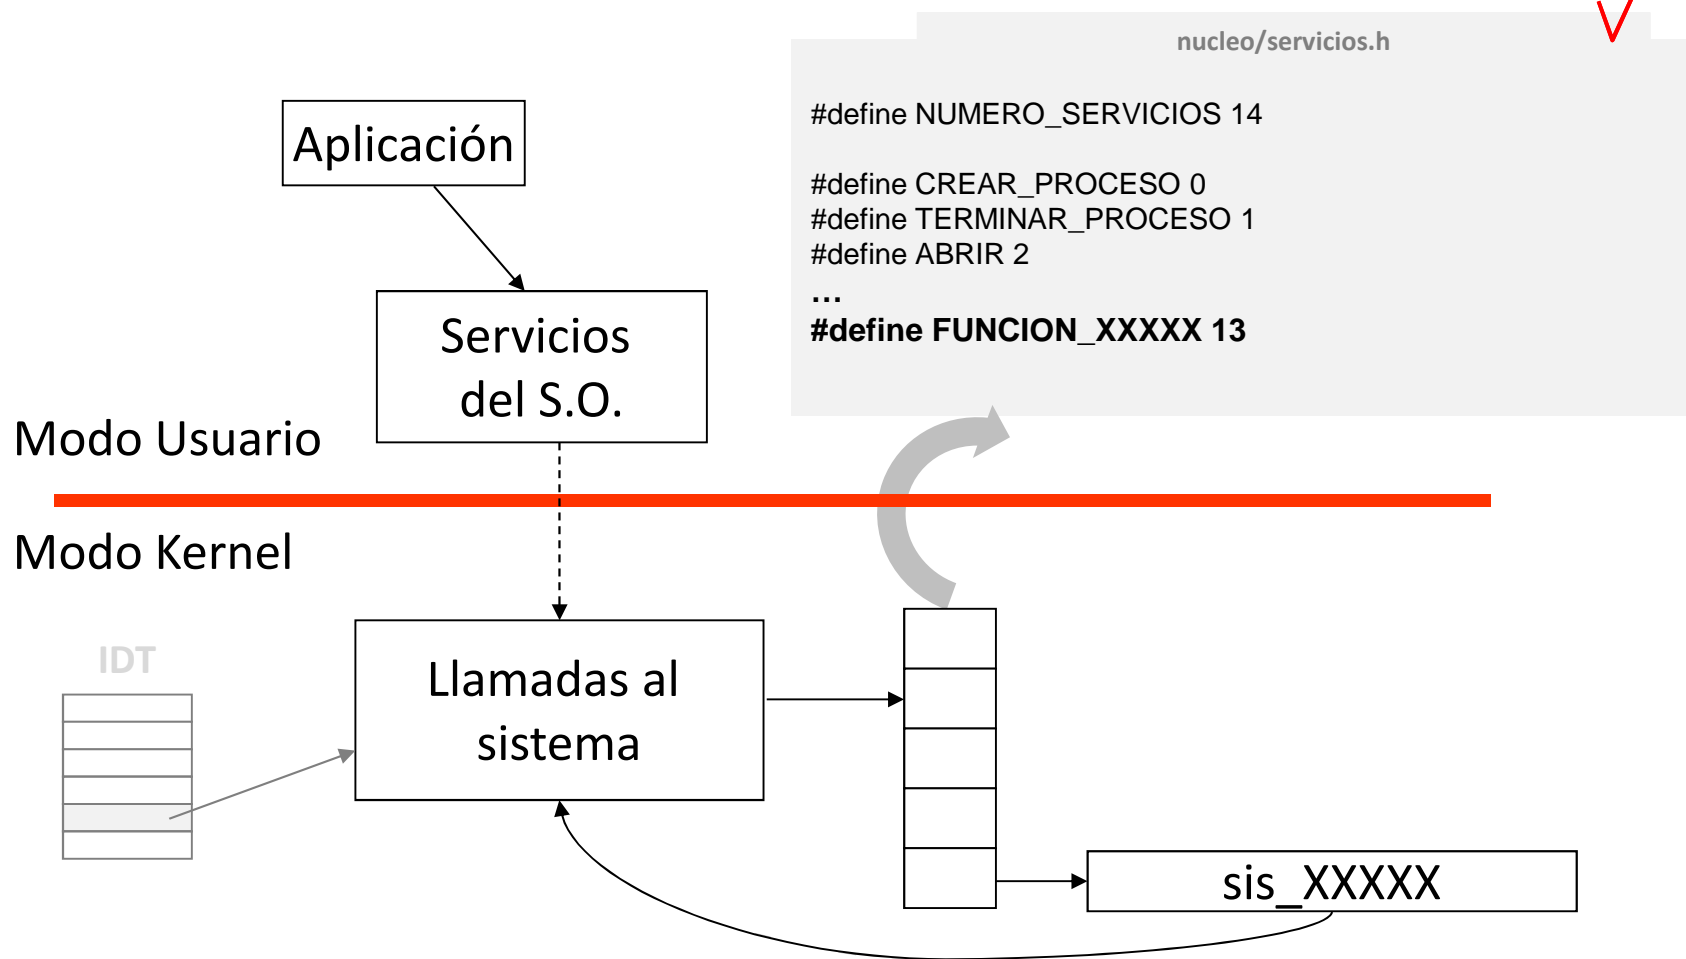 nucleo/servicios.h
#define NUMERO_SERVICIOS 14
#define CREAR_PROCESO 0
#define TERMINAR_PROCESO 1
#define ABRIR 2
...
#define FUNCION_XXXXX 13
Aplicación
Servicios
del S.O.
Modo Usuario
Modo Kernel
IDT
Llamadas al
sistema
sis_XXXXX